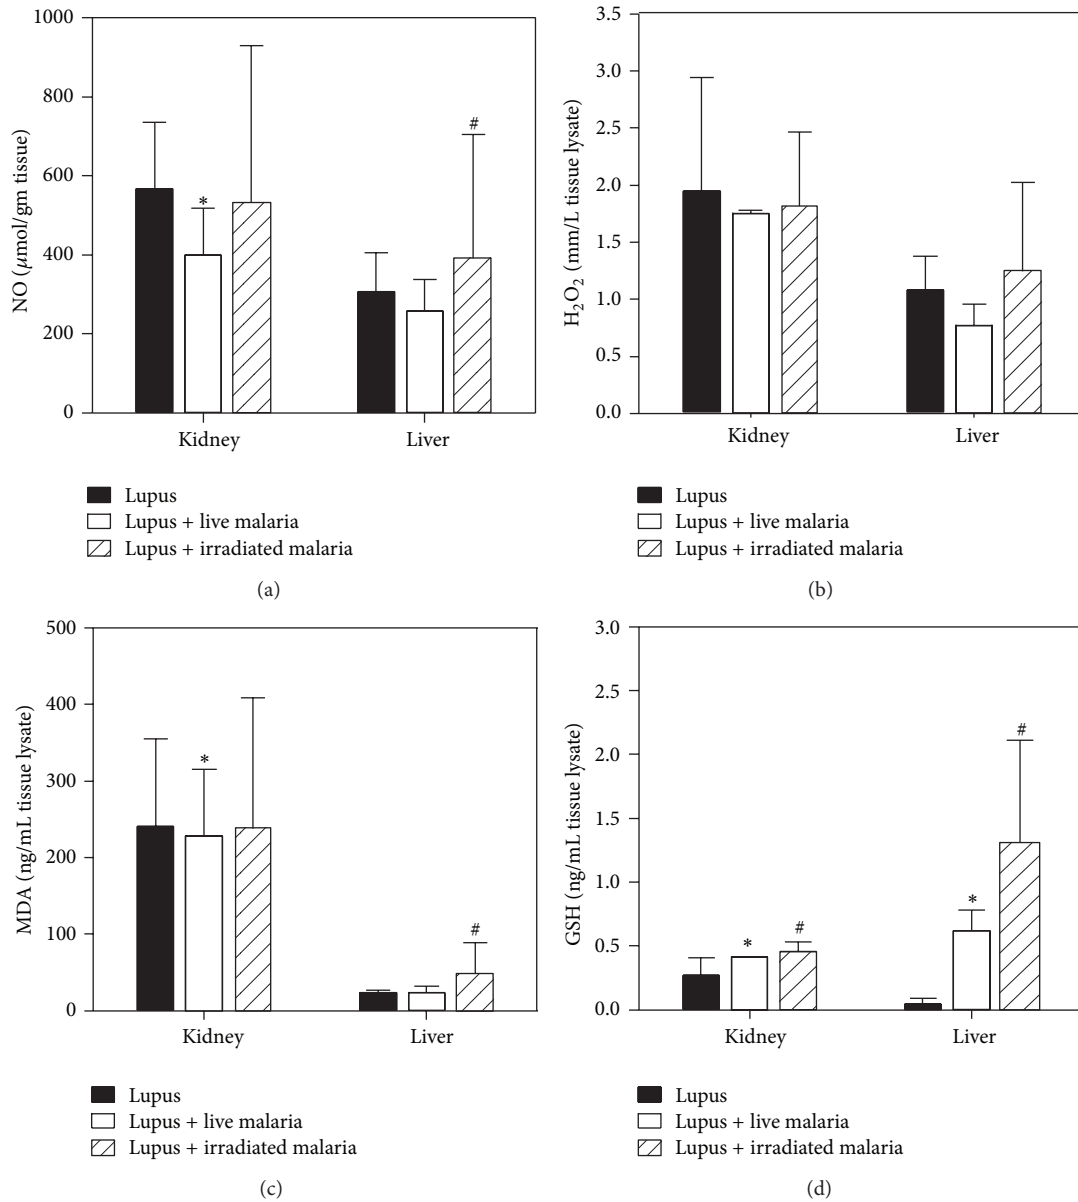 1000
800
600
400
200
0
NO (μmol/gm tissue)
*
#
Kidney
Liver
Lupus
Lupus + live malaria
Lupus + irradiated malaria
(a)
3.5
3.0
2.5
2.0
1.5
1.0
0.5
0.0
H₂O₂ (mm/L tissue lysate)
Kidney
Liver
Lupus
Lupus + live malaria
Lupus + irradiated malaria
(b)
500
400
300
200
100
0
MDA (ng/mL tissue lysate)
*
#
Kidney
Liver
Lupus
Lupus + live malaria
Lupus + irradiated malaria
(c)
3.0
2.5
2.0
1.5
1.0
0.5
0.0
GSH (ng/mL tissue lysate)
*
#
*
#
Kidney
Liver
Lupus
Lupus + live malaria
Lupus + irradiated malaria
(d)